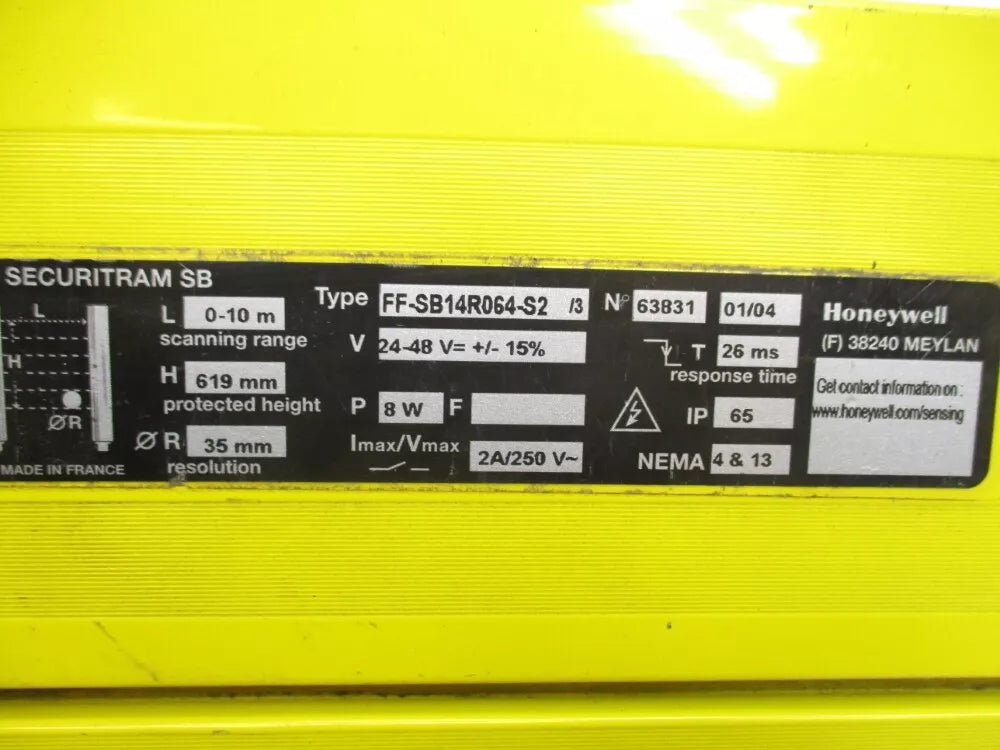 SECURITRAM SB
L
H
ØR
MADE IN FRANCE
L 0-10 m
scanning range
H 619 mm
protected height
Ø R 35 mm
resolution
Type FF-SB14R064-S2 /3
V 24-48 V= +/- 15%
P 8 W F
Imax/Vmax 2A/250 V~
N° 63831 01/04
T 26 ms
response time
IP 65
NEMA 4 & 13
Honeywell
(F) 38240 MEYLAN
Get contact information on :
www.honeywell.com/sensing